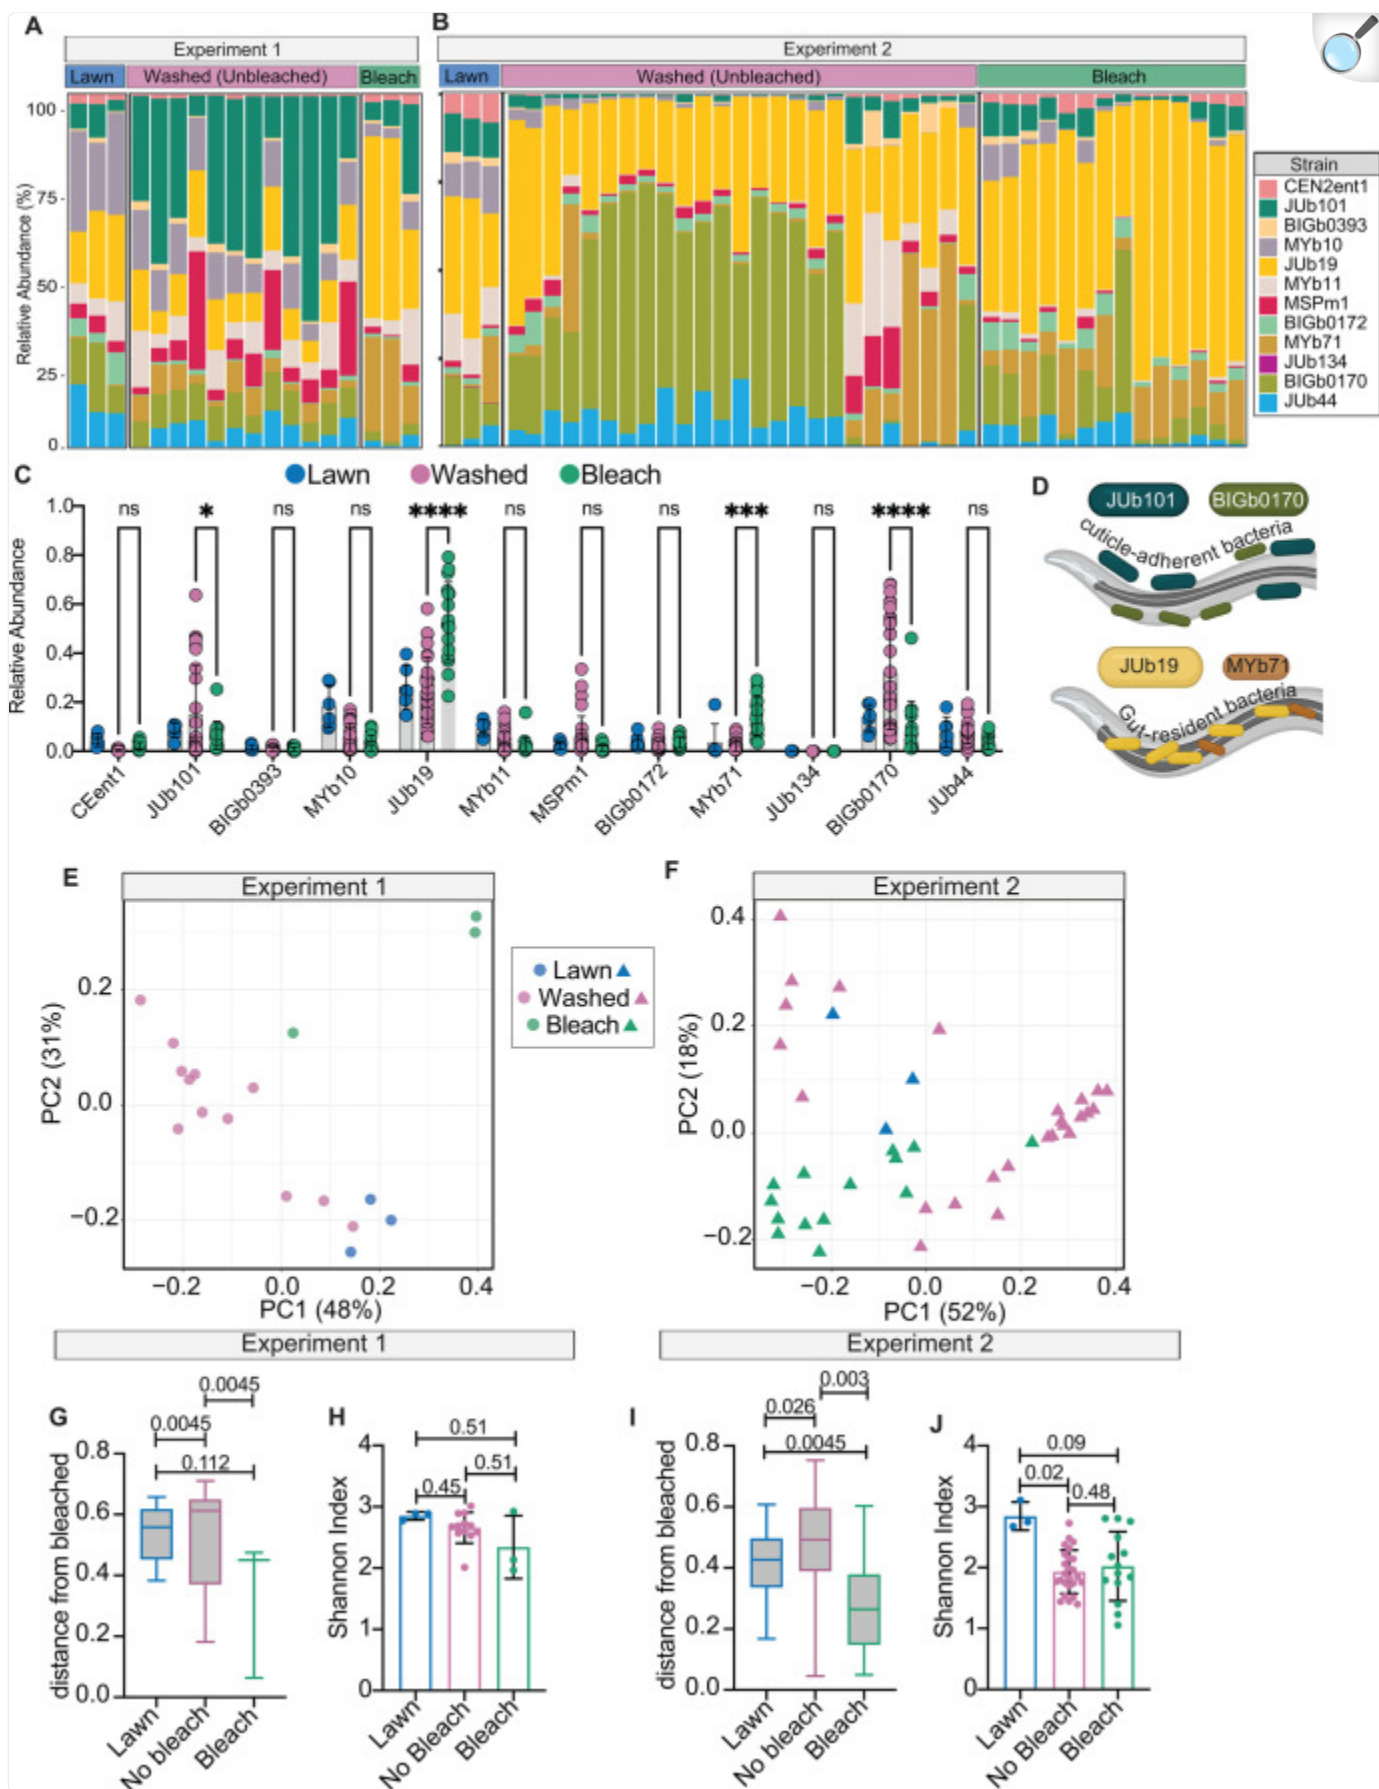 A
B
Experiment 1
Experiment 2
Lawn
Washed (Unbleached)
Bleach
Lawn
Washed (Unbleached)
Bleach
Relative Abundance (%)
100
75
50
25
0
Strain
CEN2ent1
JUb101
BIGb0393
MYb10
JUb19
MYb11
MSPm1
BIGb0172
MYb71
JUb134
BIGb0170
JUb44
C
Lawn
Washed
Bleach
Relative Abundance
1.0
0.8
0.6
0.4
0.2
0.0
ns
*
ns
ns
****
ns
ns
ns
***
ns
****
ns
CEent1
JUb101
BIGb0393
MYb10
JUb19
MYb11
MSPm1
BIGb0172
MYb71
JUb134
BIGb0170
JUb44
D
JUb101
BIGb0170
cuticle-adherent bacteria
JUb19
MYb71
Gut-resident bacteria
E
Experiment 1
PC2 (31%)
0.2
0.0
−0.2
−0.2
0.0
0.2
0.4
PC1 (48%)
Lawn
Washed
Bleach
F
Experiment 2
PC2 (18%)
0.4
0.2
0.0
−0.2
−0.2
0.0
0.2
0.4
PC1 (52%)
Experiment 1
G
distance from bleached
0.8
0.6
0.4
0.2
0.0
0.0045
0.0045
0.112
Lawn
No bleach
Bleach
H
Shannon Index
4
3
2
1
0
0.51
0.51
0.45
Lawn
No Bleach
Bleach
Experiment 2
I
distance from bleached
0.8
0.6
0.4
0.2
0.0
0.003
0.026
0.0045
Lawn
No bleach
Bleach
J
Shannon Index
4
3
2
1
0
0.09
0.02
0.48
Lawn
No Bleach
Bleach